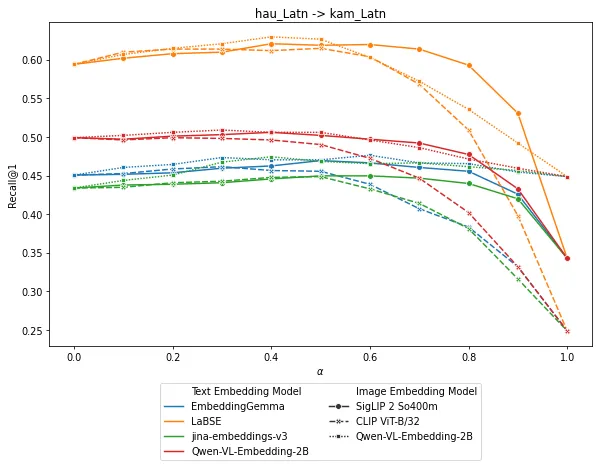 hau_Latn -> kam_Latn
Recall@1
0.60
0.55
0.50
0.45
0.40
0.35
0.30
0.25
0.0 0.2 0.4 0.6 0.8 1.0
α
Text Embedding Model Image Embedding Model
EmbeddingGemma SigLIP 2 So400m
LaBSE CLIP ViT-B/32
jina-embeddings-v3 Qwen-VL-Embedding-2B
Qwen-VL-Embedding-2B